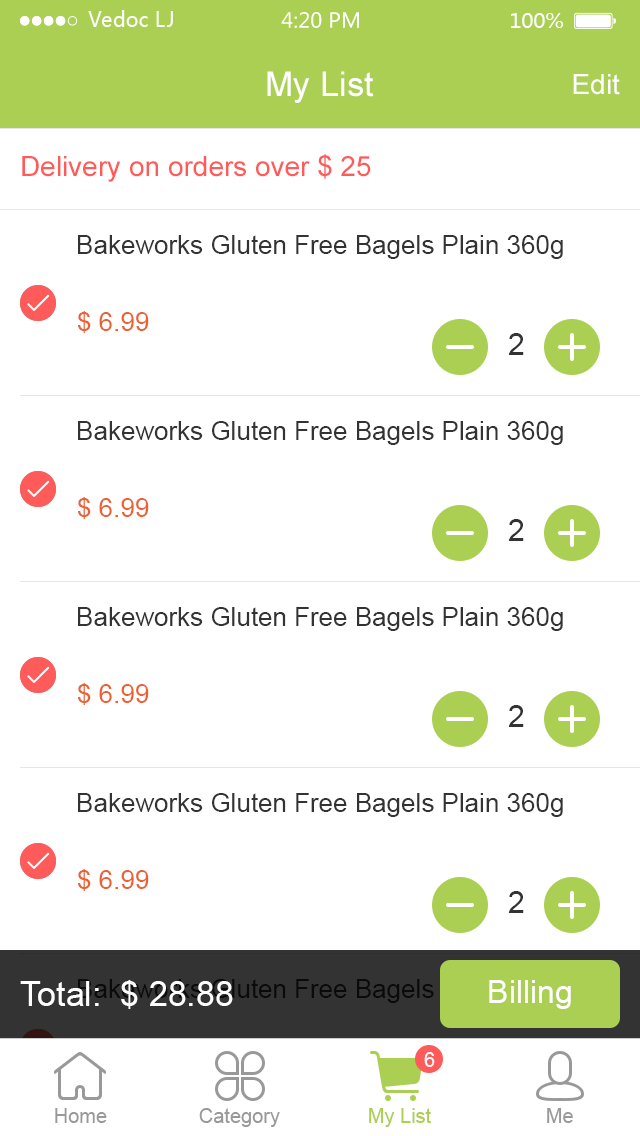 Vedoc LJ 4:20 PM 100%
My List Edit
Delivery on orders over $ 25
Bakeworks Gluten Free Bagels Plain 360g
$ 6.99
2
Bakeworks Gluten Free Bagels Plain 360g
$ 6.99
2
Bakeworks Gluten Free Bagels Plain 360g
$ 6.99
2
Bakeworks Gluten Free Bagels Plain 360g
$ 6.99
2
Bakeworks Gluten Free Bagels
Total: $ 28.88 Billing
6
Home Category My List Me